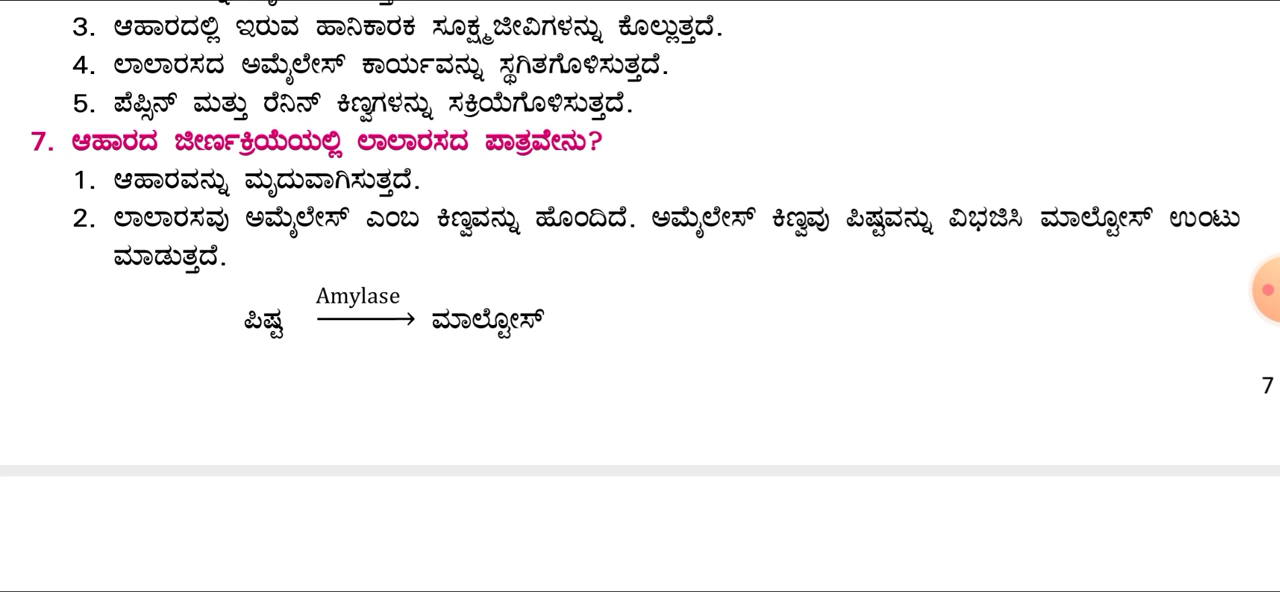 3. ಆಹಾರದಲ್ಲಿ ಇರುವ ಹಾನಿಕಾರಕ ಸೂಕ್ಷ್ಮಜೀವಿಗಳನ್ನು ಕೊಲ್ಲುತ್ತದೆ.
4. ಲಾಲಾರಸದ ಅಮೈಲೇಸ್ ಕಾರ್ಯವನ್ನು ಸ್ಥಗಿತಗೊಳಿಸುತ್ತದೆ.
5. ಪೆಪ್ಸಿನ್ ಮತ್ತು ರೆನಿನ್ ಕಿಣ್ವಗಳನ್ನು ಸಕ್ರಿಯೆಗೊಳಿಸುತ್ತದೆ.
7. ಆಹಾರದ ಜೀರ್ಣಕ್ರಿಯೆಯಲ್ಲಿ ಲಾಲಾರಸದ ಪಾತ್ರವೇನು?
1. ಆಹಾರವನ್ನು ಮೃದುವಾಗಿಸುತ್ತದೆ.
2. ಲಾಲಾರಸವು ಅಮೈಲೇಸ್ ಎಂಬ ಕಿಣ್ವವನ್ನು ಹೊಂದಿದೆ. ಅಮೈಲೇಸ್ ಕಿಣ್ವವು ಪಿಷ್ಟವನ್ನು ವಿಭಜಿಸಿ ಮಾಲ್ಟೋಸ್ ಉಂಟು
ಮಾಡುತ್ತದೆ.
Amylase
ಪಿಷ್ಟ ⟶ ಮಾಲ್ಟೋಸ್
7